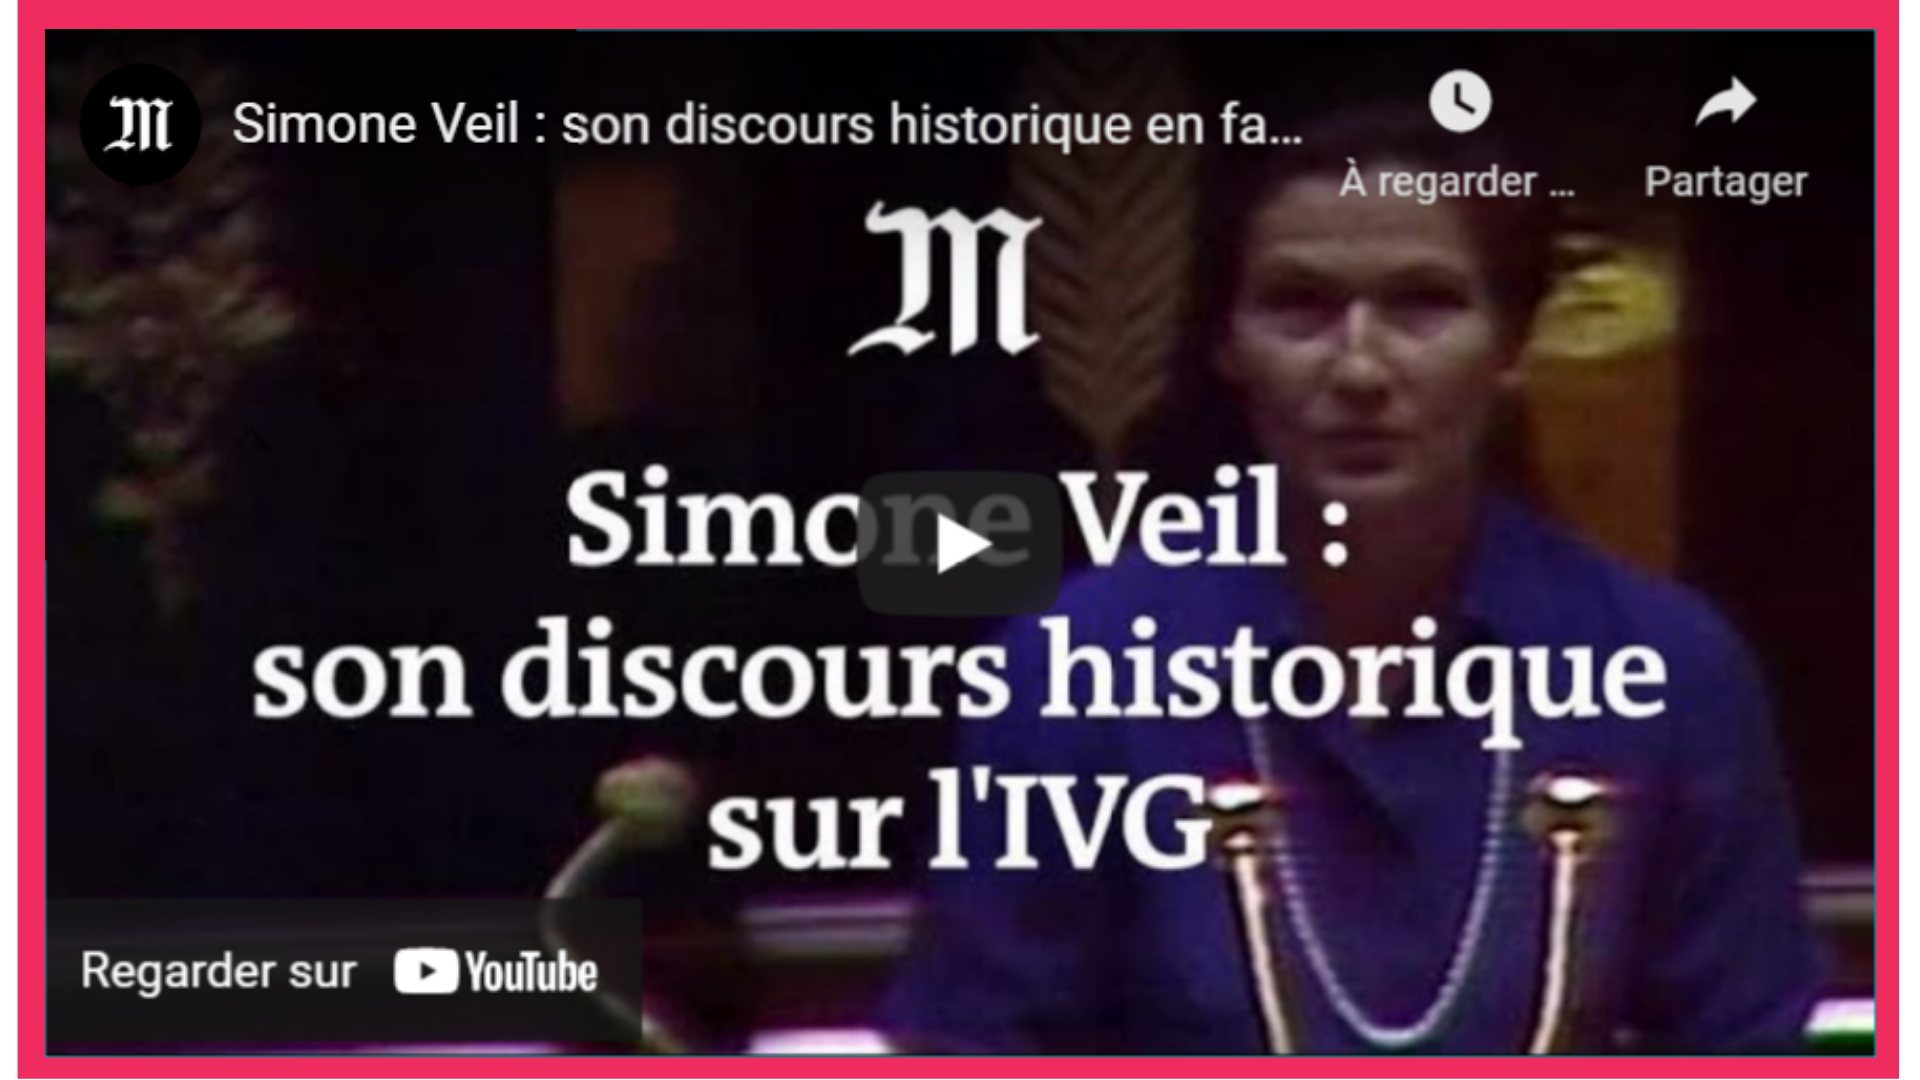 Simone Veil : son discours historique en fa...
À regarder ...
Partager
Simone Veil :
son discours historique
sur l'IVG
Regarder sur YouTube